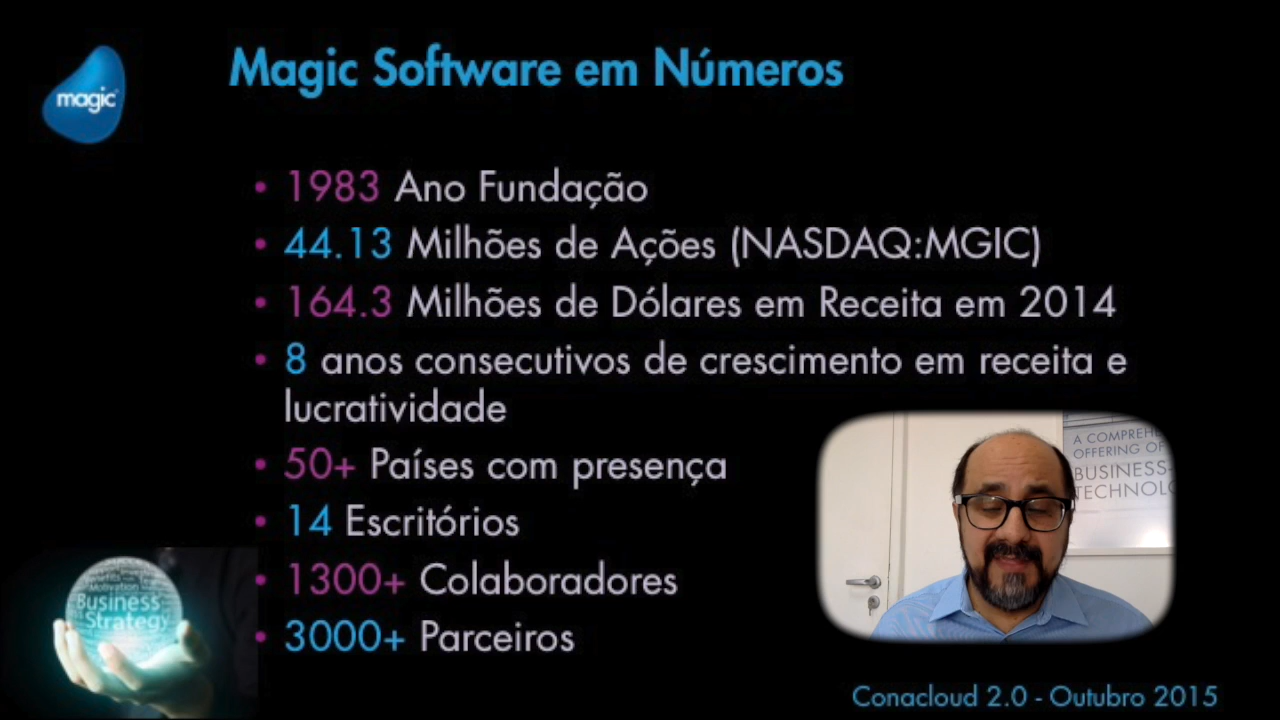 magic
Magic Software em Números
• 1983 Ano Fundação
• 44.13 Milhões de Ações (NASDAQ:MGIC)
• 164.3 Milhões de Dólares em Receita em 2014
• 8 anos consecutivos de crescimento em receita e
lucratividade
• 50+ Países com presença
• 14 Escritórios
• 1300+ Colaboradores
• 3000+ Parceiros
A COMPREHE
OFFERING OF
BUSINESS-
TECHNOLO
Benefits
Motivation
Business
Strategy
Conacloud 2.0 - Outubro 2015